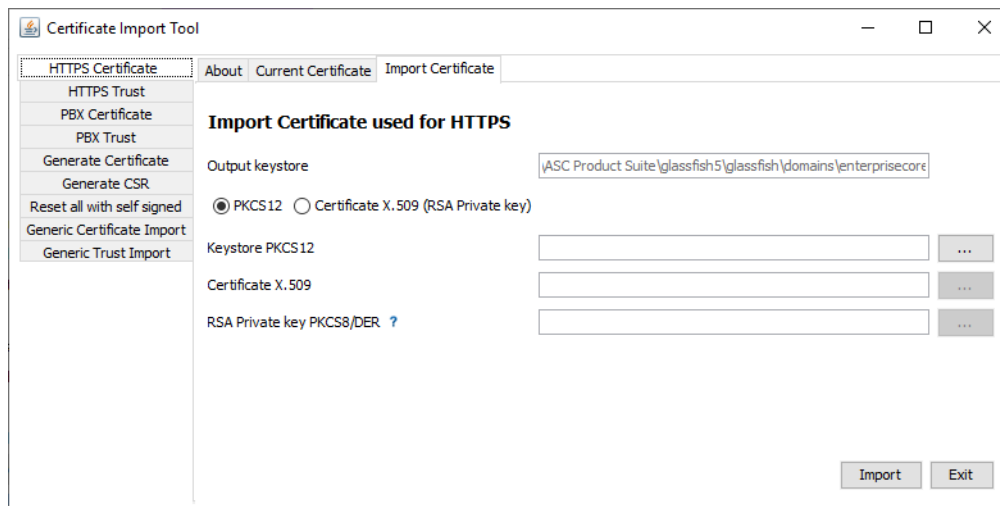 Certificate Import Tool
HTTPS Certificate
HTTPS Trust
PBX Certificate
PBX Trust
Generate Certificate
Generate CSR
Reset all with self signed
Generic Certificate Import
Generic Trust Import
About Current Certificate Import Certificate
Import Certificate used for HTTPS
Output keystore \ASC Product Suite\glassfish5\glassfish\domains\enterprisecore
PKCS12 Certificate X.509 (RSA Private key)
Keystore PKCS12 ...
Certificate X.509 ...
RSA Private key PKCS8/DER ? ...
Import Exit